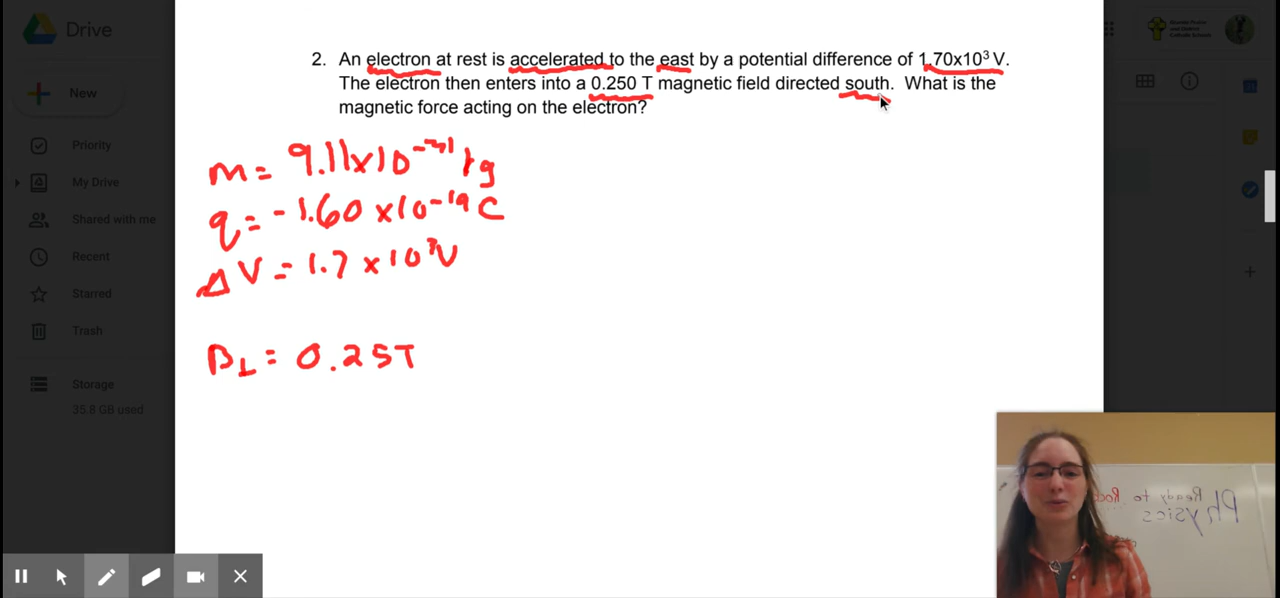 Drive
New
Priority
My Drive
Shared with me
Recent
Starred
Trash
Storage
35.8 GB used
2. An electron at rest is accelerated to the east by a potential difference of 1.70x10³ V.
The electron then enters into a 0.250 T magnetic field directed south. What is the
magnetic force acting on the electron?
m = 9.11x10⁻³¹ kg
q = -1.60 x10⁻¹⁹ C
ΔV = 1.7 x10³V
B⊥ = 0.25T
Ready to Rock
Physics